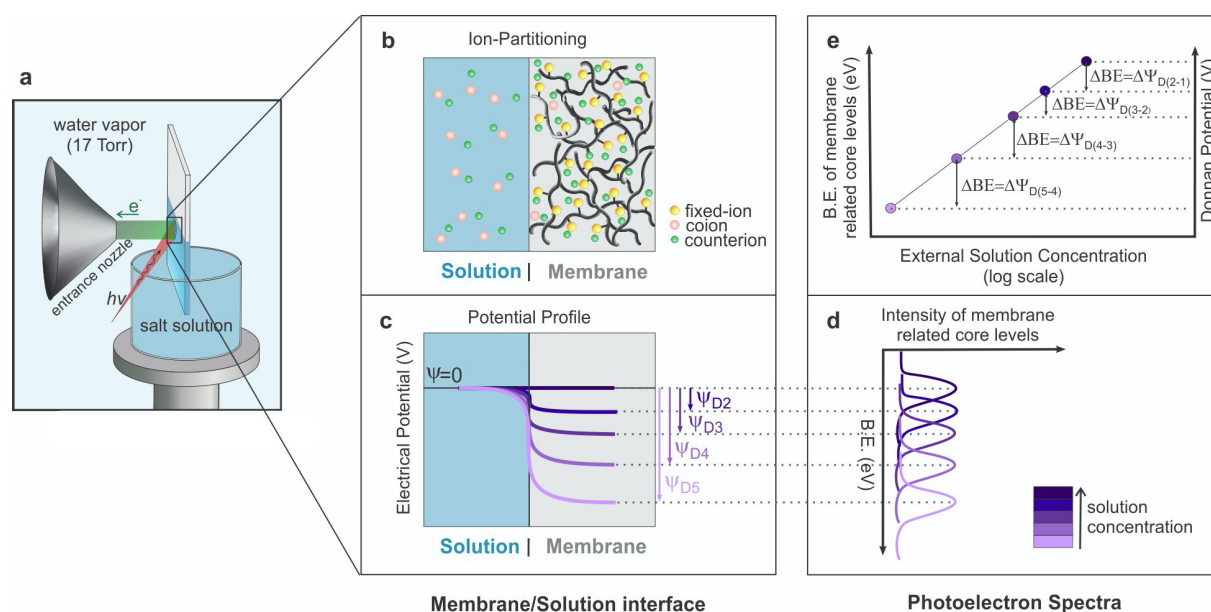 a
water vapor
(17 Torr)
e-
entrance nozzle
hν
salt solution
b
Ion-Partitioning
fixed-ion
coion
counterion
Solution | Membrane
c
Potential Profile
Electrical Potential (V)
Ψ=0
ΨD2
ΨD3
ΨD4
ΨD5
Solution | Membrane
Membrane/Solution interface
e
B.E. of membrane
related core levels (eV)
Donnan Potential (V)
ΔBE=ΔΨD(2-1)
ΔBE=ΔΨD(3-2)
ΔBE=ΔΨD(4-3)
ΔBE=ΔΨD(5-4)
External Solution Concentration
(log scale)
d
Intensity of membrane
related core levels
B.E. (eV)
solution
concentration
Photoelectron Spectra